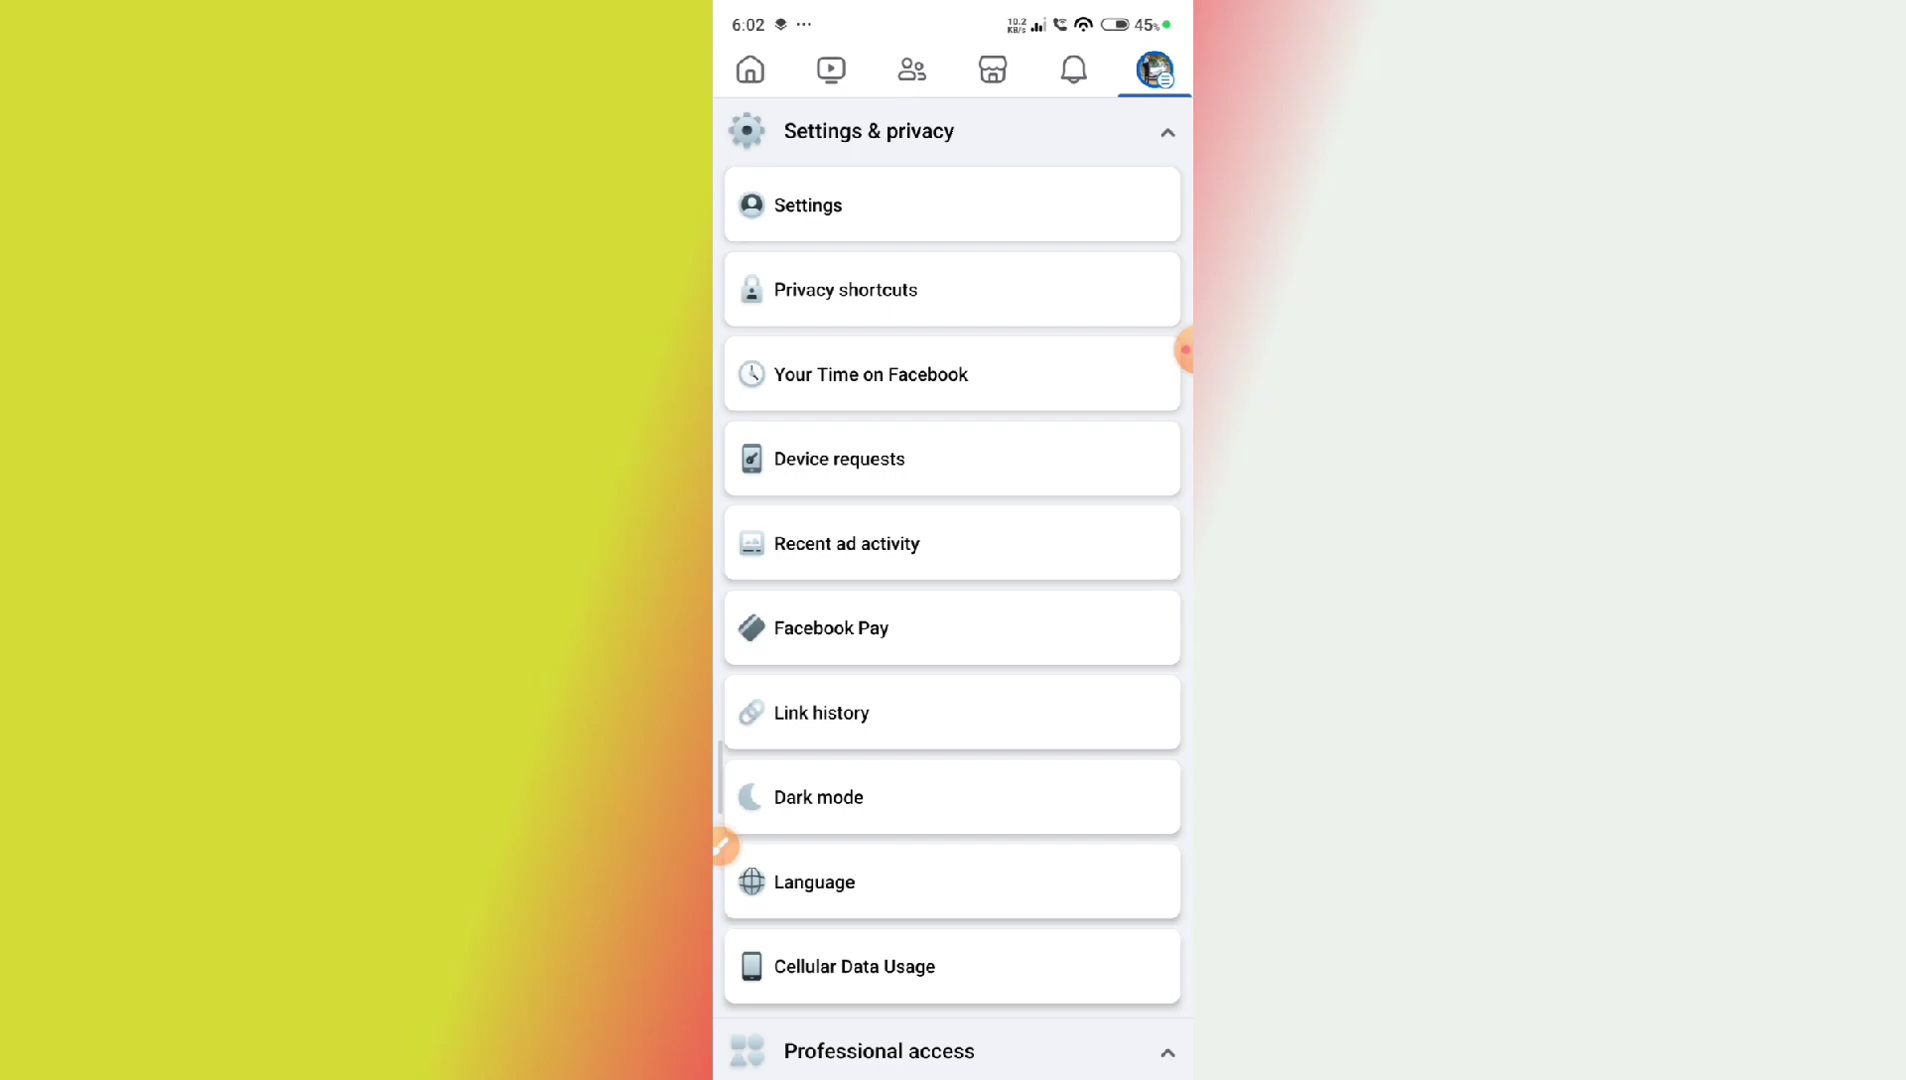 6:02 ... 10.2 KB/s 45%
Settings & privacy
Settings
Privacy shortcuts
Your Time on Facebook
Device requests
Recent ad activity
Facebook Pay
Link history
Dark mode
Language
Cellular Data Usage
Professional access